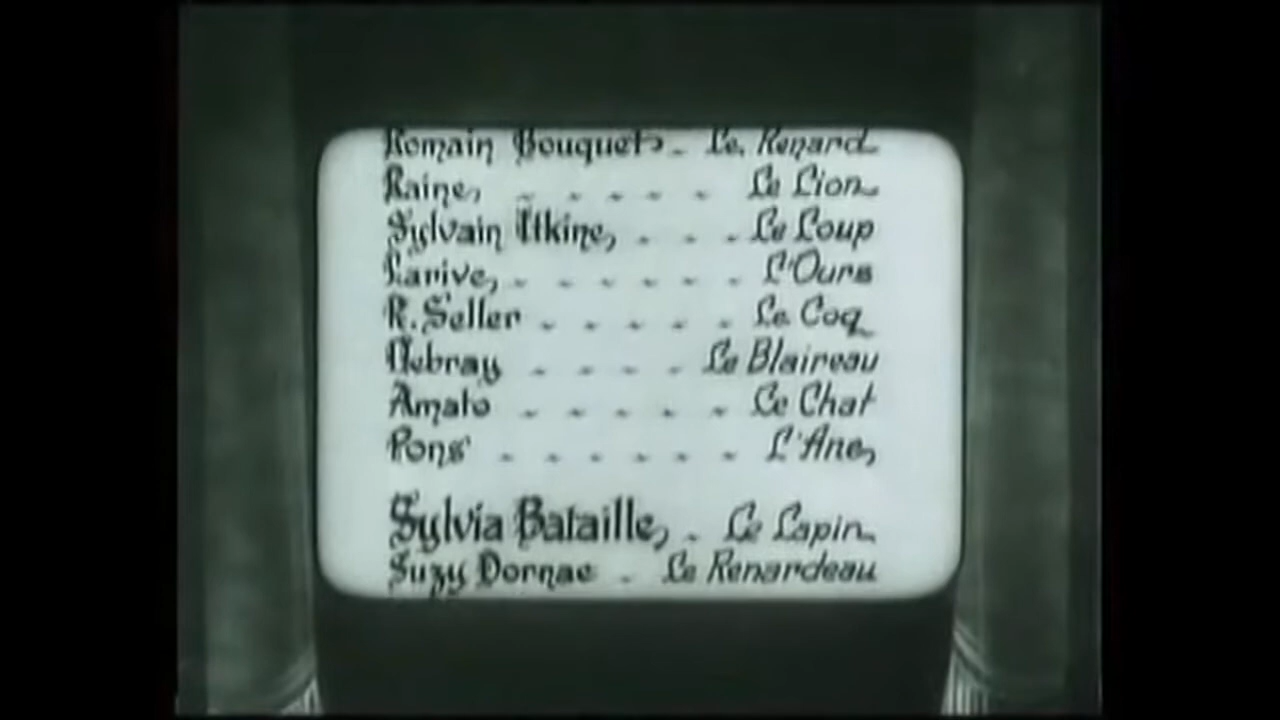 Romain Bouquet - Le Renard
Raine, - - - - - Le Lion
Sylvain Itkine, - - - Le Loup
Larive, - - - - - - L'Ours
R. Seller - - - - - Le Coq
Debray - - - - Le Blaireau
Amato - - - - - Le Chat
Pons - - - - - - L'Ane
Sylvia Bataille, - Le Lapin
Suzy Dornac - Le Renardeau